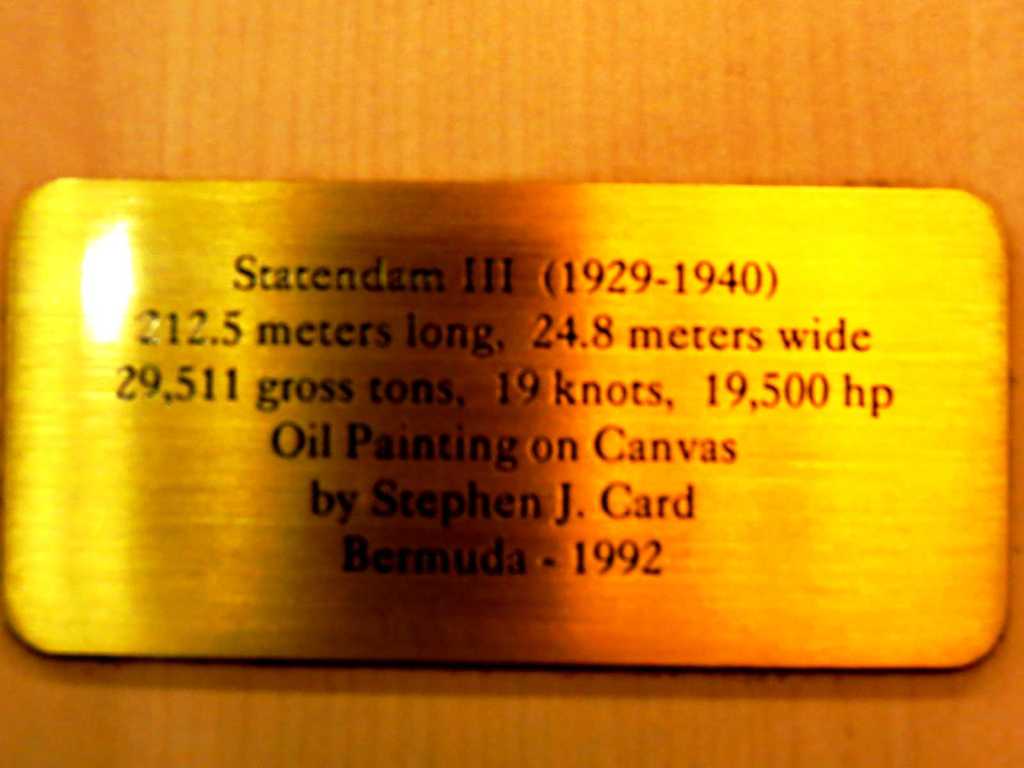 Statendam III (1929-1940)
212.5 meters long, 24.8 meters wide
29,511 gross tons, 19 knots, 19,500 hp
Oil Painting on Canvas
by Stephen J. Card
Bermuda - 1992